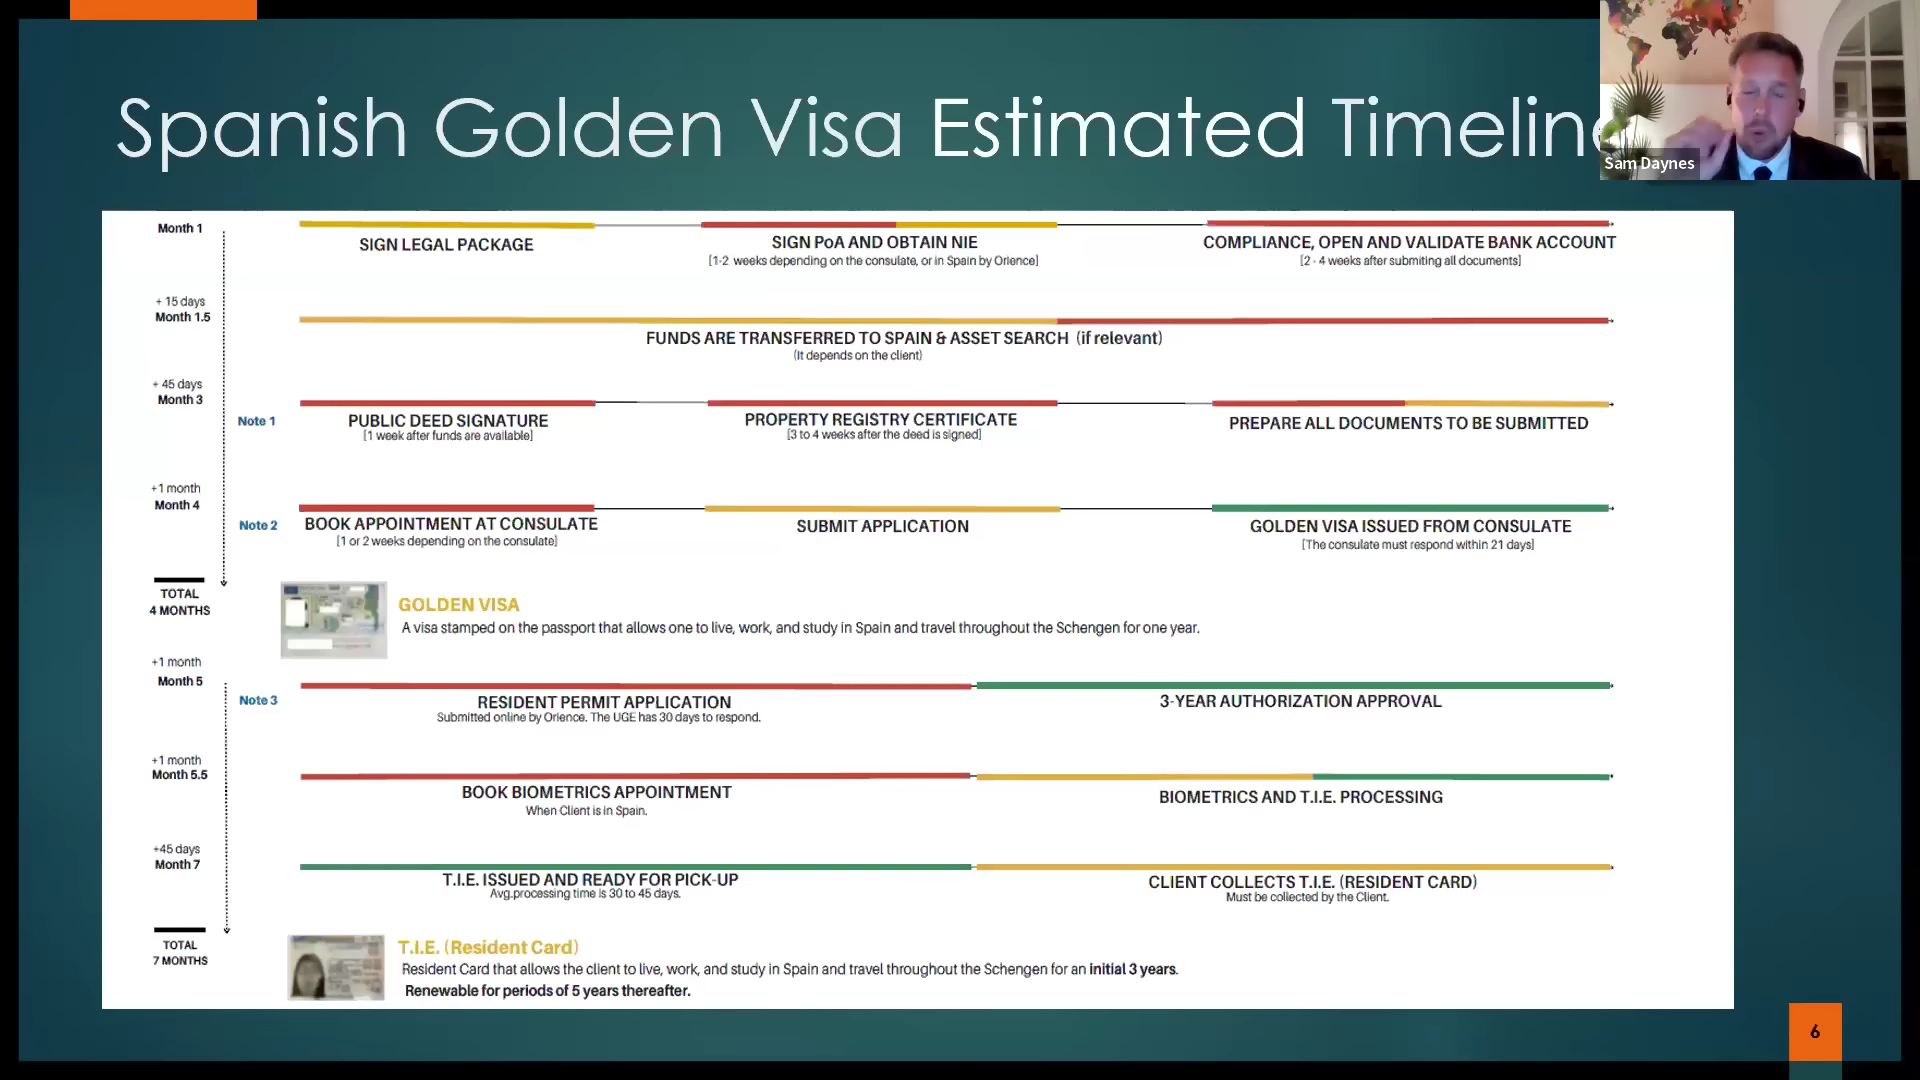 Spanish Golden Visa Estimated Timelin
Sam Daynes
Month 1
SIGN LEGAL PACKAGE
SIGN PoA AND OBTAIN NIE
[1-2 weeks depending on the consulate, or in Spain by Orience]
COMPLIANCE, OPEN AND VALIDATE BANK ACCOUNT
[2 - 4 weeks after submiting all documents]
+ 15 days
Month 1.5
FUNDS ARE TRANSFERRED TO SPAIN & ASSET SEARCH (if relevant)
(It depends on the client)
+ 45 days
Month 3
Note 1
PUBLIC DEED SIGNATURE
[1 week after funds are available]
PROPERTY REGISTRY CERTIFICATE
[3 to 4 weeks after the deed is signed]
PREPARE ALL DOCUMENTS TO BE SUBMITTED
+1 month
Month 4
Note 2
BOOK APPOINTMENT AT CONSULATE
[1 or 2 weeks depending on the consulate]
SUBMIT APPLICATION
GOLDEN VISA ISSUED FROM CONSULATE
[The consulate must respond within 21 days]
TOTAL
4 MONTHS
GOLDEN VISA
A visa stamped on the passport that allows one to live, work, and study in Spain and travel throughout the Schengen for one year.
+1 month
Month 5
Note 3
RESIDENT PERMIT APPLICATION
Submitted online by Orience. The UGE has 30 days to respond.
3-YEAR AUTHORIZATION APPROVAL
+1 month
Month 5.5
BOOK BIOMETRICS APPOINTMENT
When Client is in Spain.
BIOMETRICS AND T.I.E. PROCESSING
+45 days
Month 7
T.I.E. ISSUED AND READY FOR PICK-UP
Avg.processing time is 30 to 45 days.
CLIENT COLLECTS T.I.E. (RESIDENT CARD)
Must be collected by the Client.
TOTAL
7 MONTHS
T.I.E. (Resident Card)
Resident Card that allows the client to live, work, and study in Spain and travel throughout the Schengen for an initial 3 years.
Renewable for periods of 5 years thereafter.
6